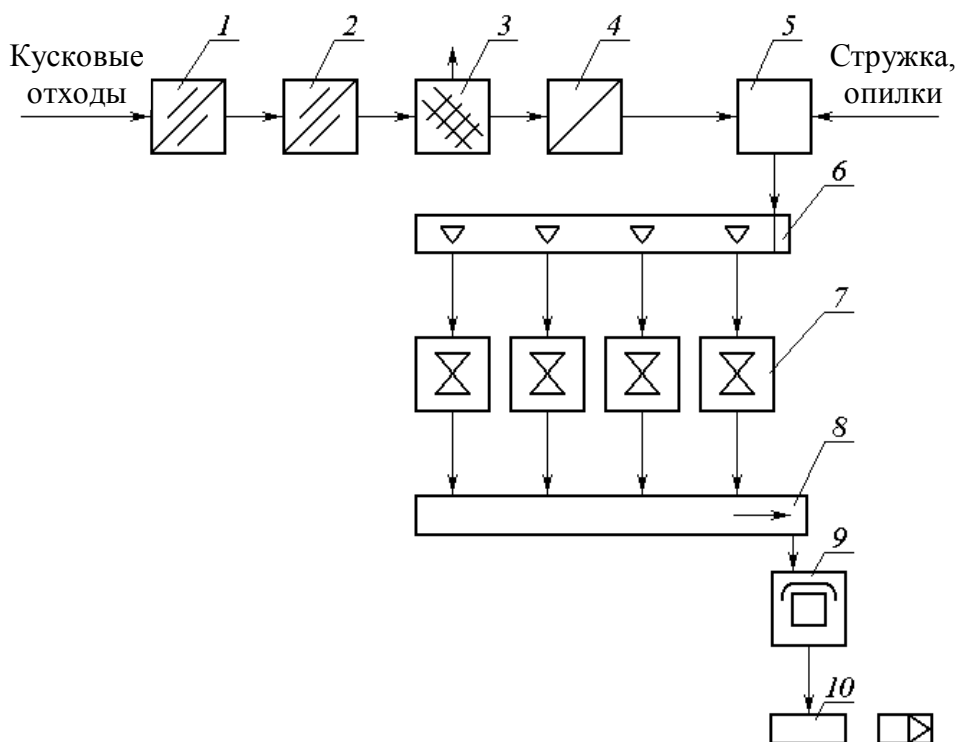 1 2 3 4 5
Кусковые
отходы
Стружка,
опилки
6
7
8
9
10